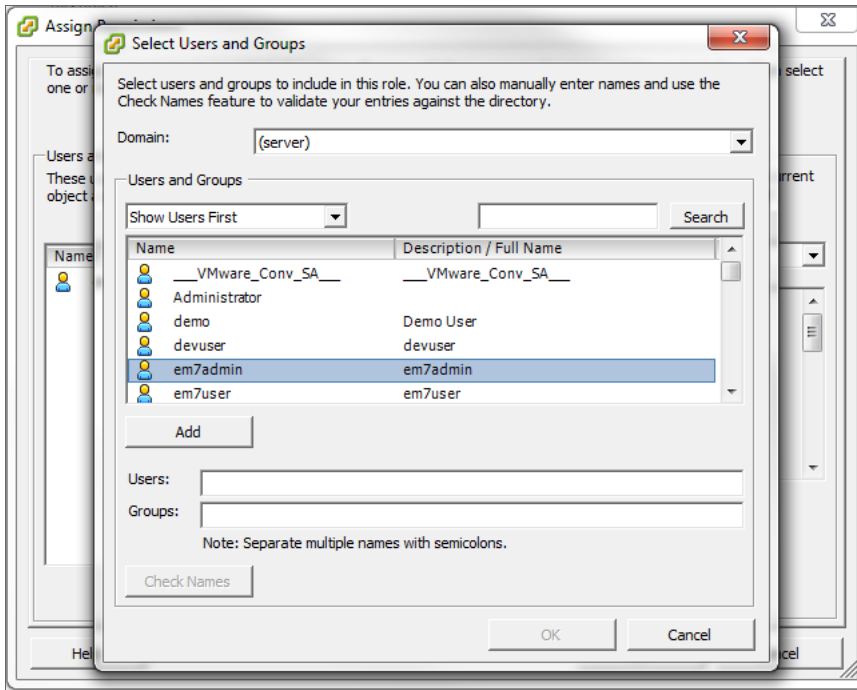 Assign
Select Users and Groups
To assi
select
one or
Select users and groups to include in this role. You can also manually enter names and use the
Check Names feature to validate your entries against the directory.
Domain:
(server)
Users a
These u
rrent
object
Users and Groups
Show Users First
Search
Name
Name
Description / Full Name
___VMware_Conv_SA___
___VMware_Conv_SA___
Administrator
demo
Demo User
devuser
devuser
em7admin
em7admin
em7user
em7user
Add
Users:
Groups:
Note: Separate multiple names with semicolons.
Check Names
OK
Cancel
Hel
cel